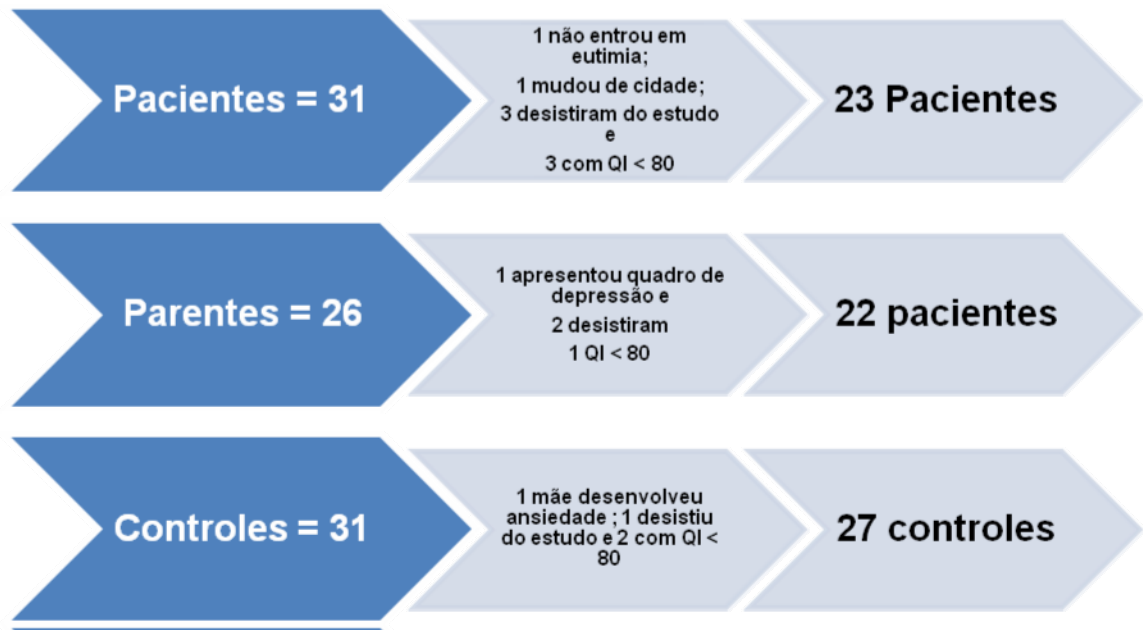 Pacientes = 31
1 não entrou em
eutimia;
1 mudou de cidade;
3 desistiram do estudo
e
3 com QI < 80
23 Pacientes
Parentes = 26
1 apresentou quadro de
depressão e
2 desistiram
1 QI < 80
22 pacientes
Controles = 31
1 mãe desenvolveu
ansiedade ; 1 desistiu
do estudo e 2 com QI <
80
27 controles